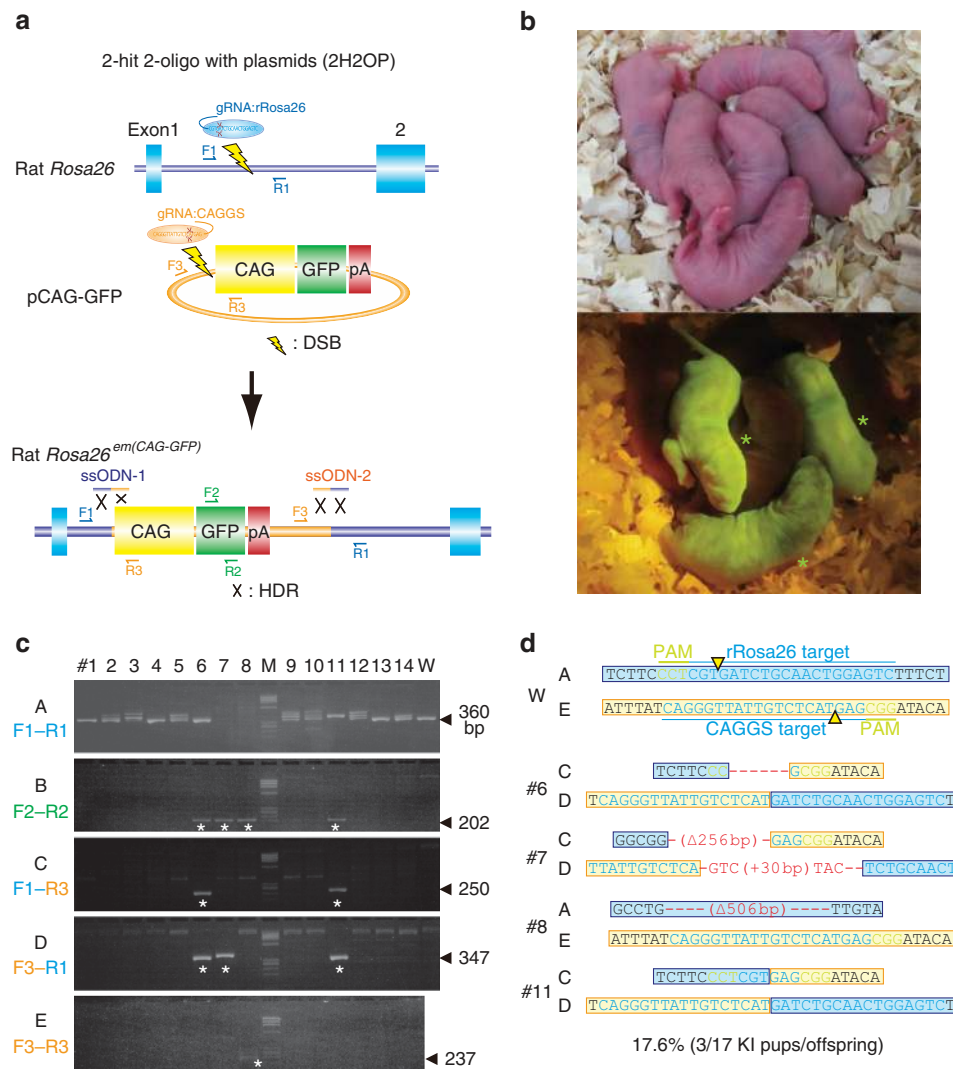 a
2-hit 2-oligo with plasmids (2H2OP)
gRNA:rRosa26
Exon1
2
F1
Rat Rosa26
R1
gRNA:CAGGS
F3
CAG
GFP
pA
R3
pCAG-GFP
: DSB
Rat Rosa26 em(CAG-GFP)
ssODN-1
ssODN-2
F1
F2
F3
CAG
GFP
pA
R3
R2
R1
X : HDR
b
*
*
*
c
#1 2 3 4 5 6 7 8 M 9 10 11 12 13 14 W
A
F1–R1
360 bp
B
F2–R2
202
* * * *
C
F1–R3
250
* *
D
F3–R1
347
* * *
E
F3–R3
237
*
d
PAM rRosa26 target
W
A TCTTCCCTCGTGATCTGCAACTGGAGTCTTTCT
E ATTTATCAGGGTTATTGTCTCATGAGCGGATACA
CAGGS target PAM
#6
C TCTTCCCC------GCGGATACA
D TCAGGGTTATTGTCTCATGATCTGCAACTGGAGTCT
#7
C GGCGG-(Δ256bp)-GAGCGGATACA
D TTATTGTCTCA-GTC(+30bp)TAC--TCTGCAACT
#8
A GCCTG----(Δ506bp)----TTGTA
E ATTTATCAGGGTTATTGTCTCATGAGCGGATACA
#11
C TCTTCCCTCGTGAGCGGATACA
D TCAGGGTTATTGTCTCATGATCTGCAACTGGAGTCT
17.6% (3/17 KI pups/offspring)